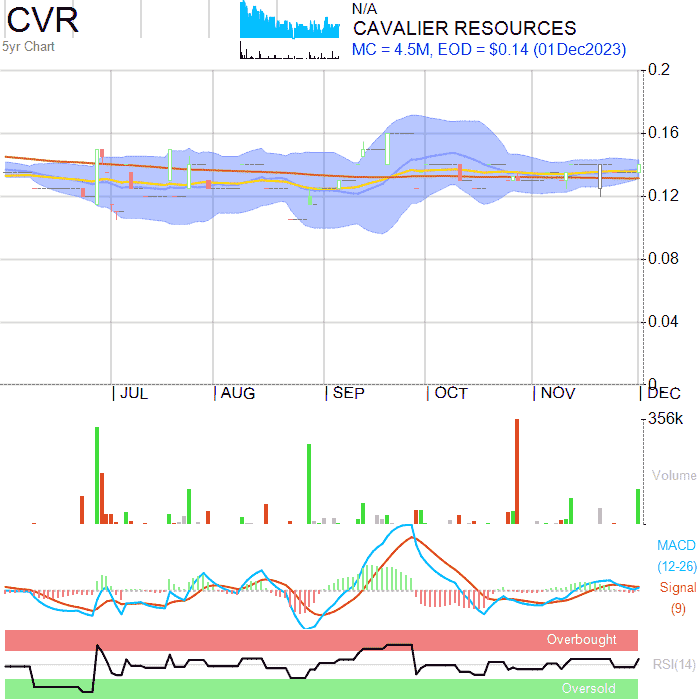 CVR
5yr Chart
N/A
CAVALIER RESOURCES
MC = 4.5M, EOD = $0.14 (01Dec2023)
0.2
0.16
0.12
0.08
0.04
0
JUL AUG SEP OCT NOV DEC
356k
Volume
MACD
(12-26)
Signal
(9)
Overbought
RSI(14)
Oversold